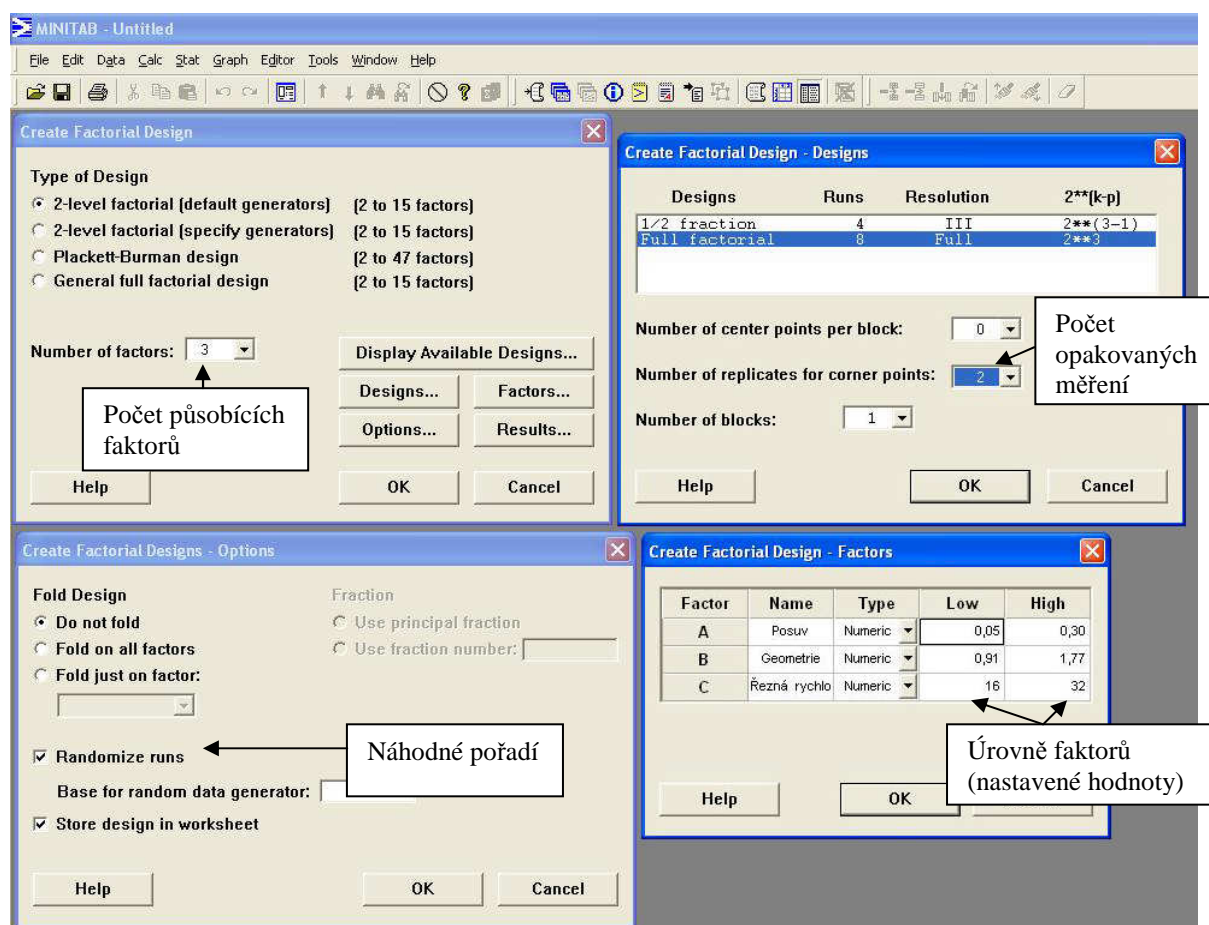 MINITAB - Untitled
File Edit Data Calc Stat Graph Editor Tools Window Help
Create Factorial Design
Type of Design
2-level factorial (default generators) (2 to 15 factors)
2-level factorial (specify generators) (2 to 15 factors)
Plackett-Burman design (2 to 47 factors)
General full factorial design (2 to 15 factors)
Number of factors: 3
Display Available Designs...
Designs... Factors...
Options... Results...
Help OK Cancel
Počet působících
faktorů
Create Factorial Design - Designs
Designs Runs Resolution 2**(k-p)
1/2 fraction 4 III 2**(3-1)
Full factorial 8 Full 2**3
Number of center points per block: 0
Number of replicates for corner points: 2
Number of blocks: 1
Help OK Cancel
Počet
opakovaných
měření
Create Factorial Designs - Options
Fold Design Fraction
Do not fold Use principal fraction
Fold on all factors Use fraction number:
Fold just on factor:
Randomize runs
Base for random data generator:
Store design in worksheet
Help OK Cancel
Náhodné pořadí
Create Factorial Design - Factors
Factor Name Type Low High
A Posuv Numeric 0,05 0,30
B Geometrie Numeric 0,91 1,77
C Řezná rychlo Numeric 16 32
Help OK
Úrovně faktorů
(nastavené hodnoty)